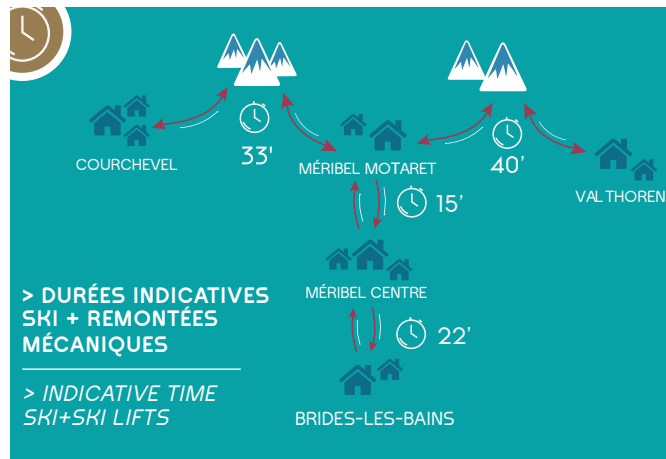 COURCHEVEL
33'
MÉRIBEL MOTARET
40'
VAL THOREN
15'
MÉRIBEL CENTRE
22'
BRIDES-LES-BAINS
> DURÉES INDICATIVES
SKI + REMONTÉES
MÉCANIQUES
> INDICATIVE TIME
SKI+SKI LIFTS